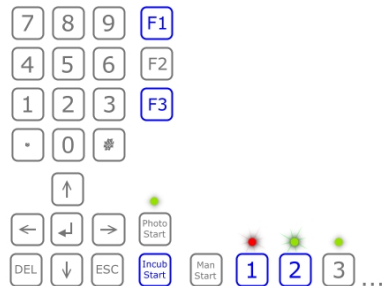 7 8 9 F1
4 5 6 F2
1 2 3 F3
. 0 #
↑
← ↵ → Photo Start
DEL ↓ ESC Incub Start Man Start 1 2 3 ...